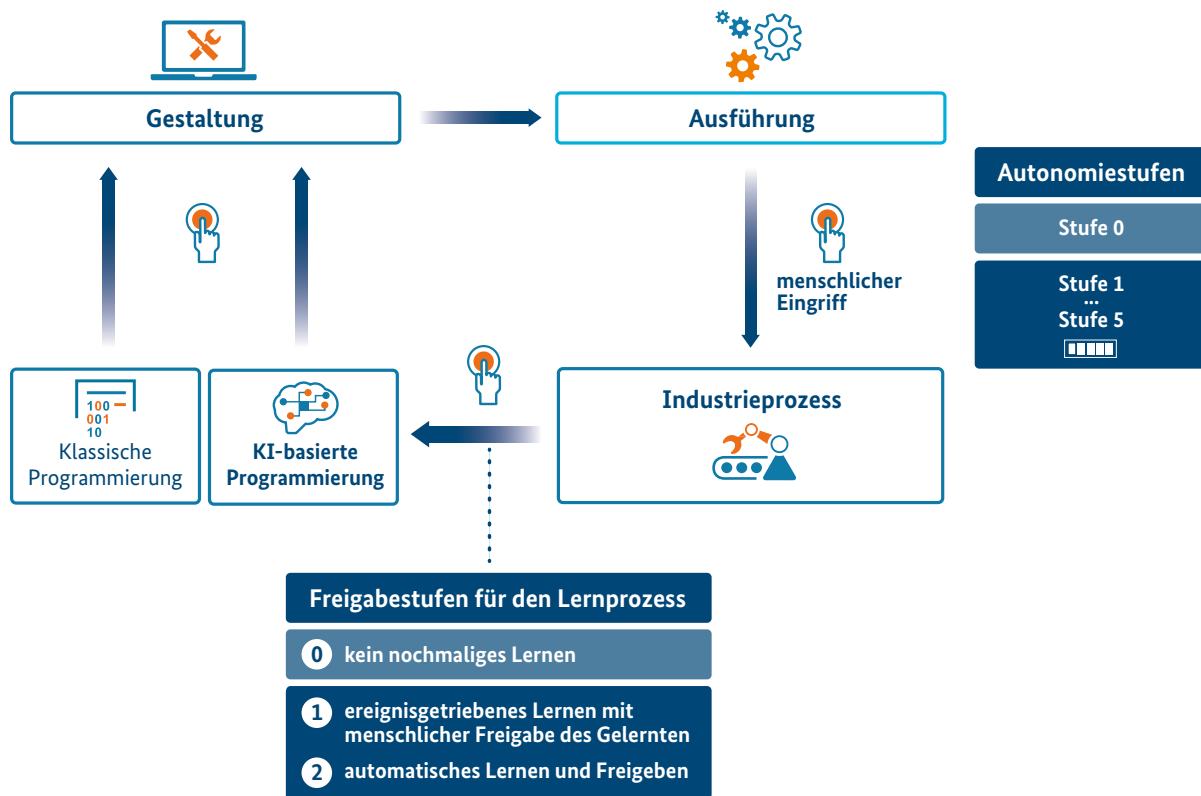 Gestaltung
Ausführung
Autonomiestufen
Stufe 0
Stufe 1
...
Stufe 5
menschlicher
Eingriff
100
001
10
Klassische
Programmierung
KI-basierte
Programmierung
Industrieprozess
Freigabestufen für den Lernprozess
0 kein nochmaliges Lernen
1 ereignisgetriebenes Lernen mit
menschlicher Freigabe des Gelernten
2 automatisches Lernen und Freigeben